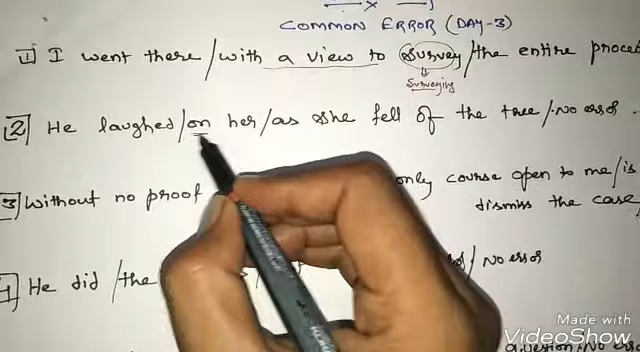 COMMON ERROR (DAY-3)
1) I went there / with a view to survey / the entire
Surveying
2] He laughed / on her / as she fell of the tree /. No error.
3] Without no proof only course open to me / is
dismiss the case
4] He did / the / No error
question. No
Made with
VideoShow